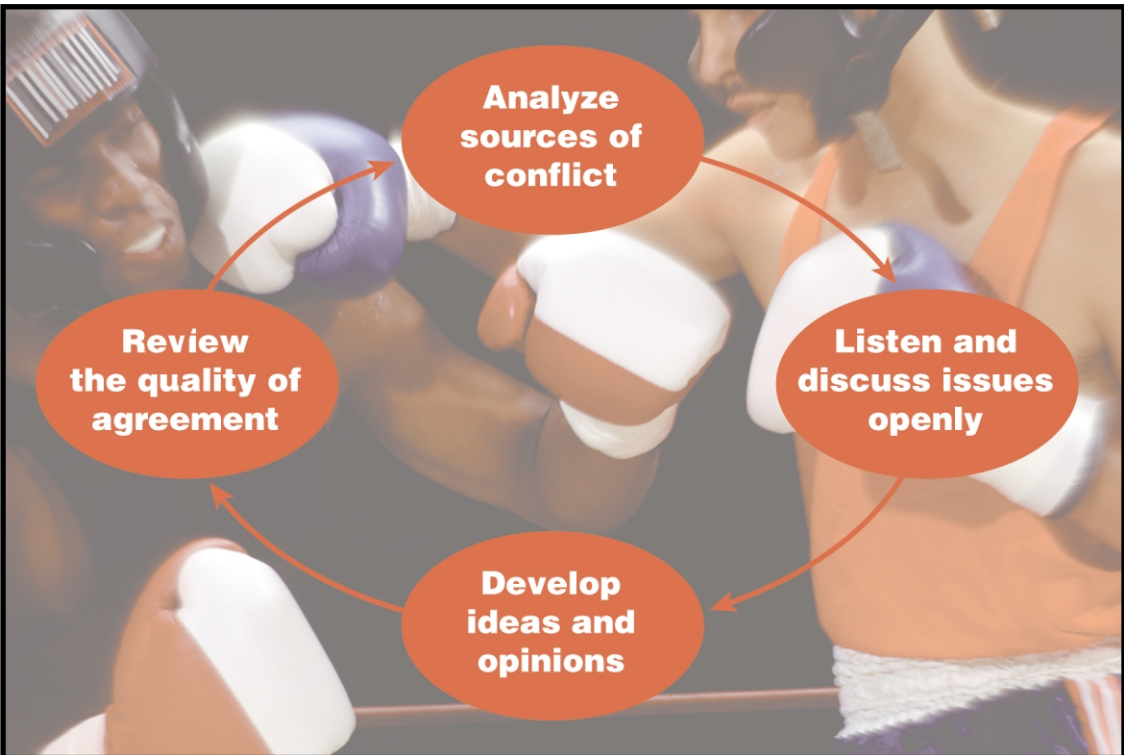 Analyze
sources of
conflict
Listen and
discuss issues
openly
Develop
ideas and
opinions
Review
the quality of
agreement